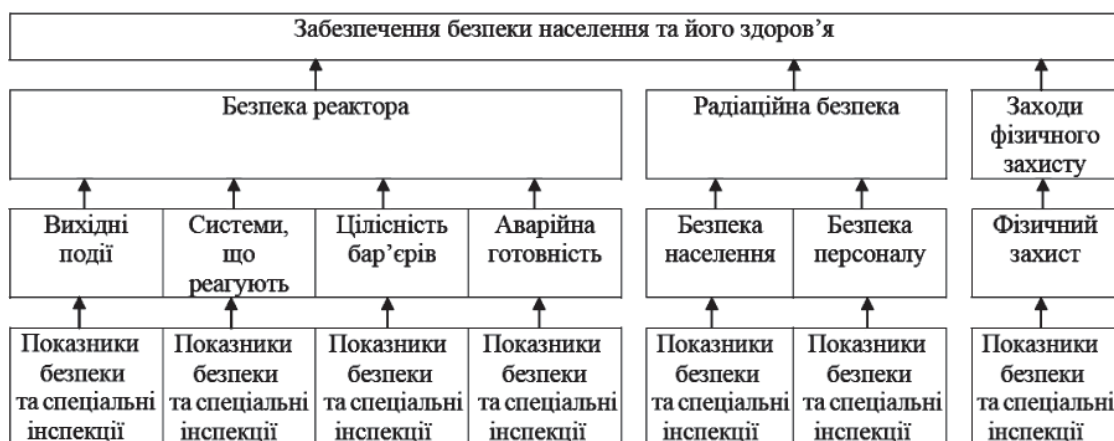 Забезпечення безпеки населення та його здоров’я
Безпека реактора
Радіаційна безпека
Заходи
фізичного
захисту
Вихідні
події
Системи,
що
реагують
Цілісність
бар’єрів
Аварійна
готовність
Безпека
населення
Безпека
персоналу
Фізичний
захист
Показники
безпеки
та спеціальні
інспекції
Показники
безпеки
та спеціальні
інспекції
Показники
безпеки
та спеціальні
інспекції
Показники
безпеки
та спеціальні
інспекції
Показники
безпеки
та спеціальні
інспекції
Показники
безпеки
та спеціальні
інспекції
Показники
безпеки
та спеціальні
інспекції